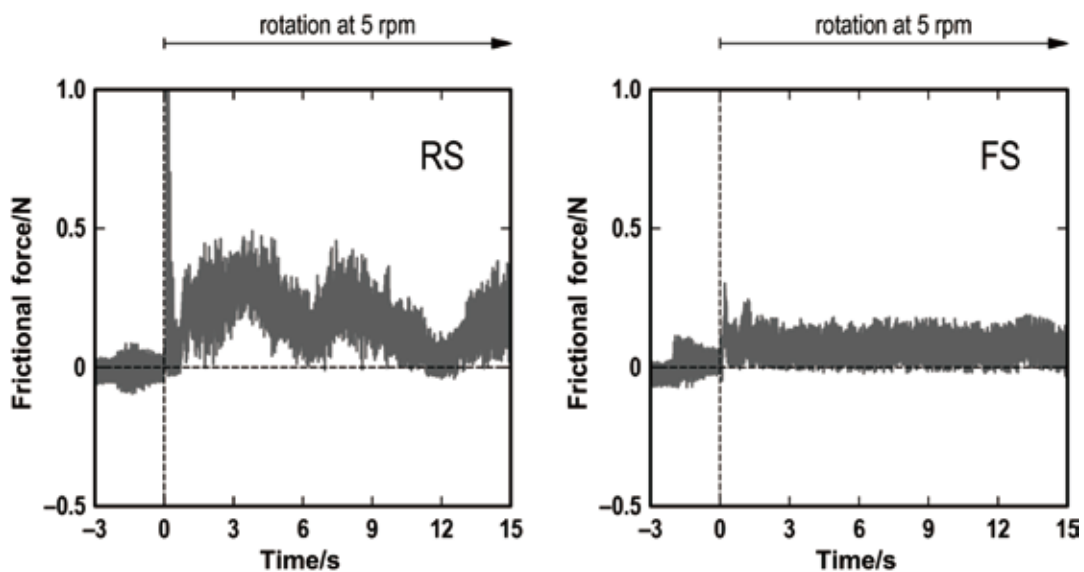 rotation at 5 rpm
1.0
RS
0.5
0
–0.5
Frictional force/N
–3 0 3 6 9 12 15
Time/s
rotation at 5 rpm
1.0
FS
0.5
0
–0.5
Frictional force/N
–3 0 3 6 9 12 15
Time/s